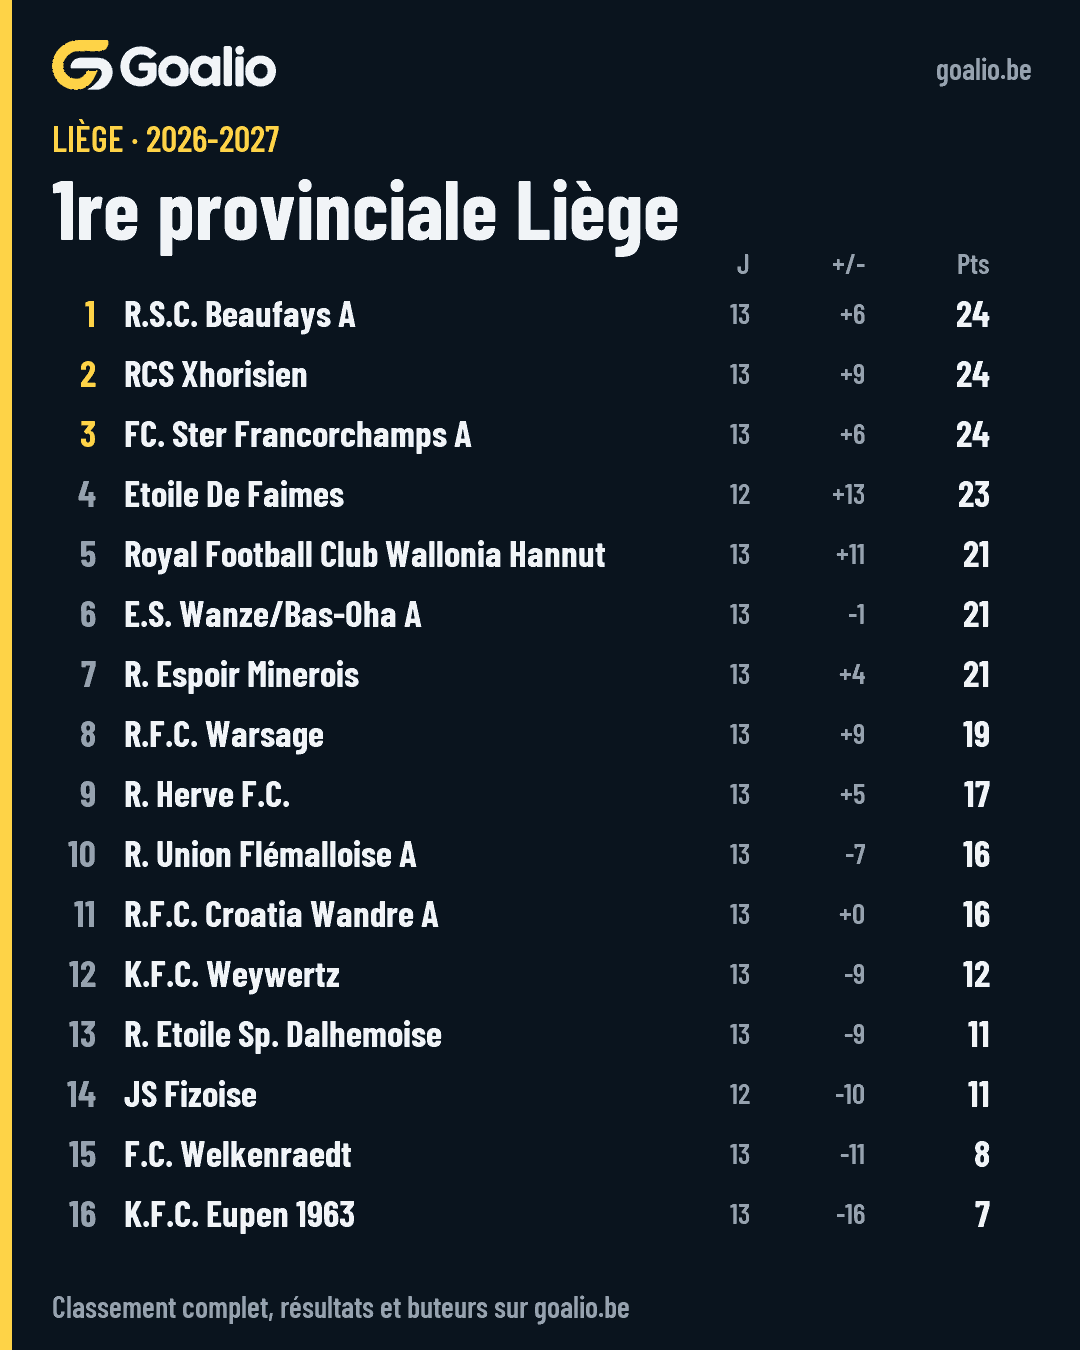 Goalio
goalio.be
LIÈGE · 2026-2027
1re provinciale Liège
J +/- Pts
1 R.S.C. Beaufays A 13 +6 24
2 RCS Xhorisien 13 +9 24
3 FC. Ster Francorchamps A 13 +6 24
4 Etoile De Faimes 12 +13 23
5 Royal Football Club Wallonia Hannut 13 +11 21
6 E.S. Wanze/Bas-Oha A 13 -1 21
7 R. Espoir Minerois 13 +4 21
8 R.F.C. Warsage 13 +9 19
9 R. Herve F.C. 13 +5 17
10 R. Union Flémalloise A 13 -7 16
11 R.F.C. Croatia Wandre A 13 +0 16
12 K.F.C. Weywertz 13 -9 12
13 R. Etoile Sp. Dalhemoise 13 -9 11
14 JS Fizoise 12 -10 11
15 F.C. Welkenraedt 13 -11 8
16 K.F.C. Eupen 1963 13 -16 7
Classement complet, résultats et buteurs sur goalio.be